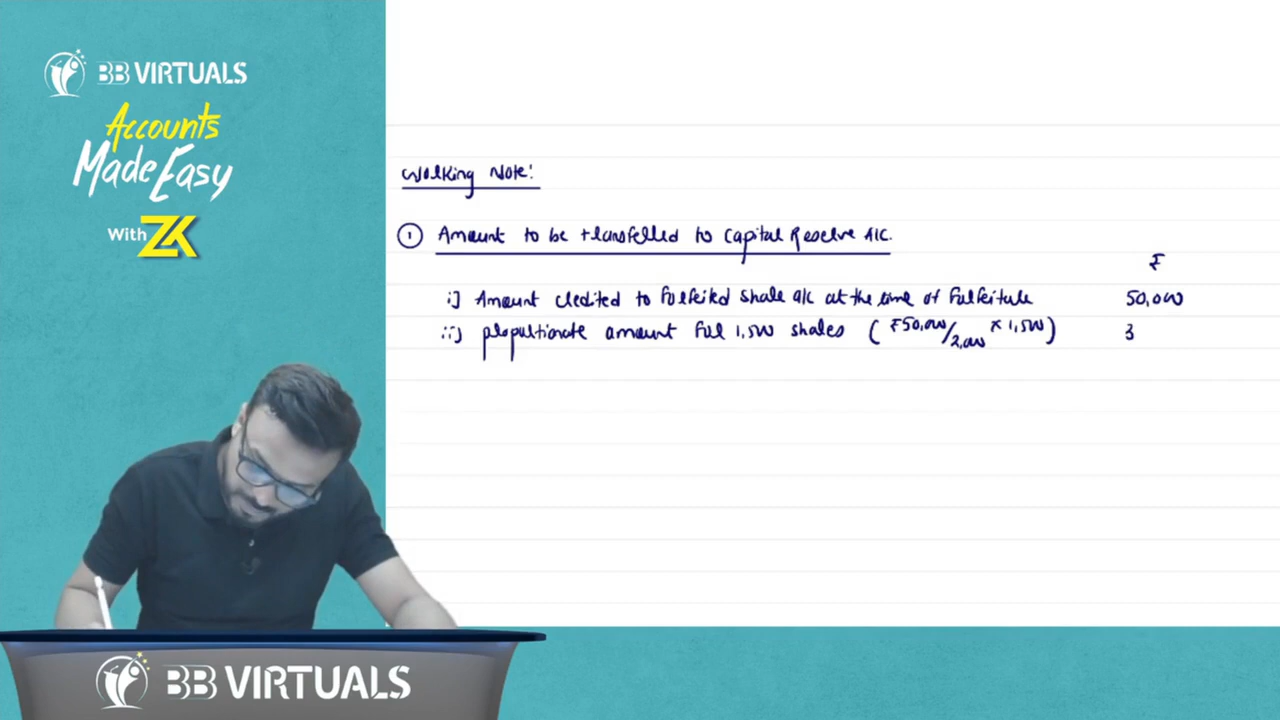 BB VIRTUALS
Accounts
Made Easy
With ZK
Working Note:
① Amount to be transferred to Capital Reserve A/c.
₹
i) Amount credited to forfeited share a/c at the time of forfeiture 50,000
ii) proportionate amount for 1,500 shares (₹50,000/2,000 × 1,500) 3
BB VIRTUALS